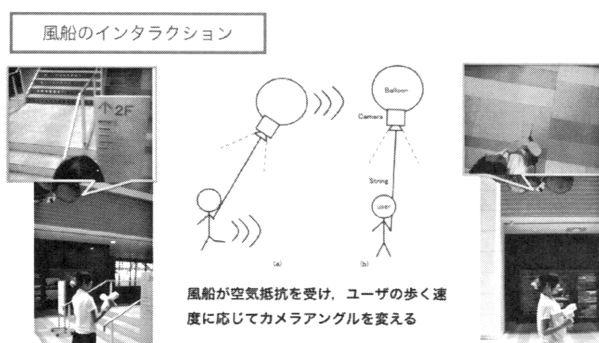 風船のインタラクション
↑2F
Balloon
Camera
String
user
(a)
(b)
風船が空気抵抗を受け，ユーザの歩く速
度に応じてカメラアングルを変える